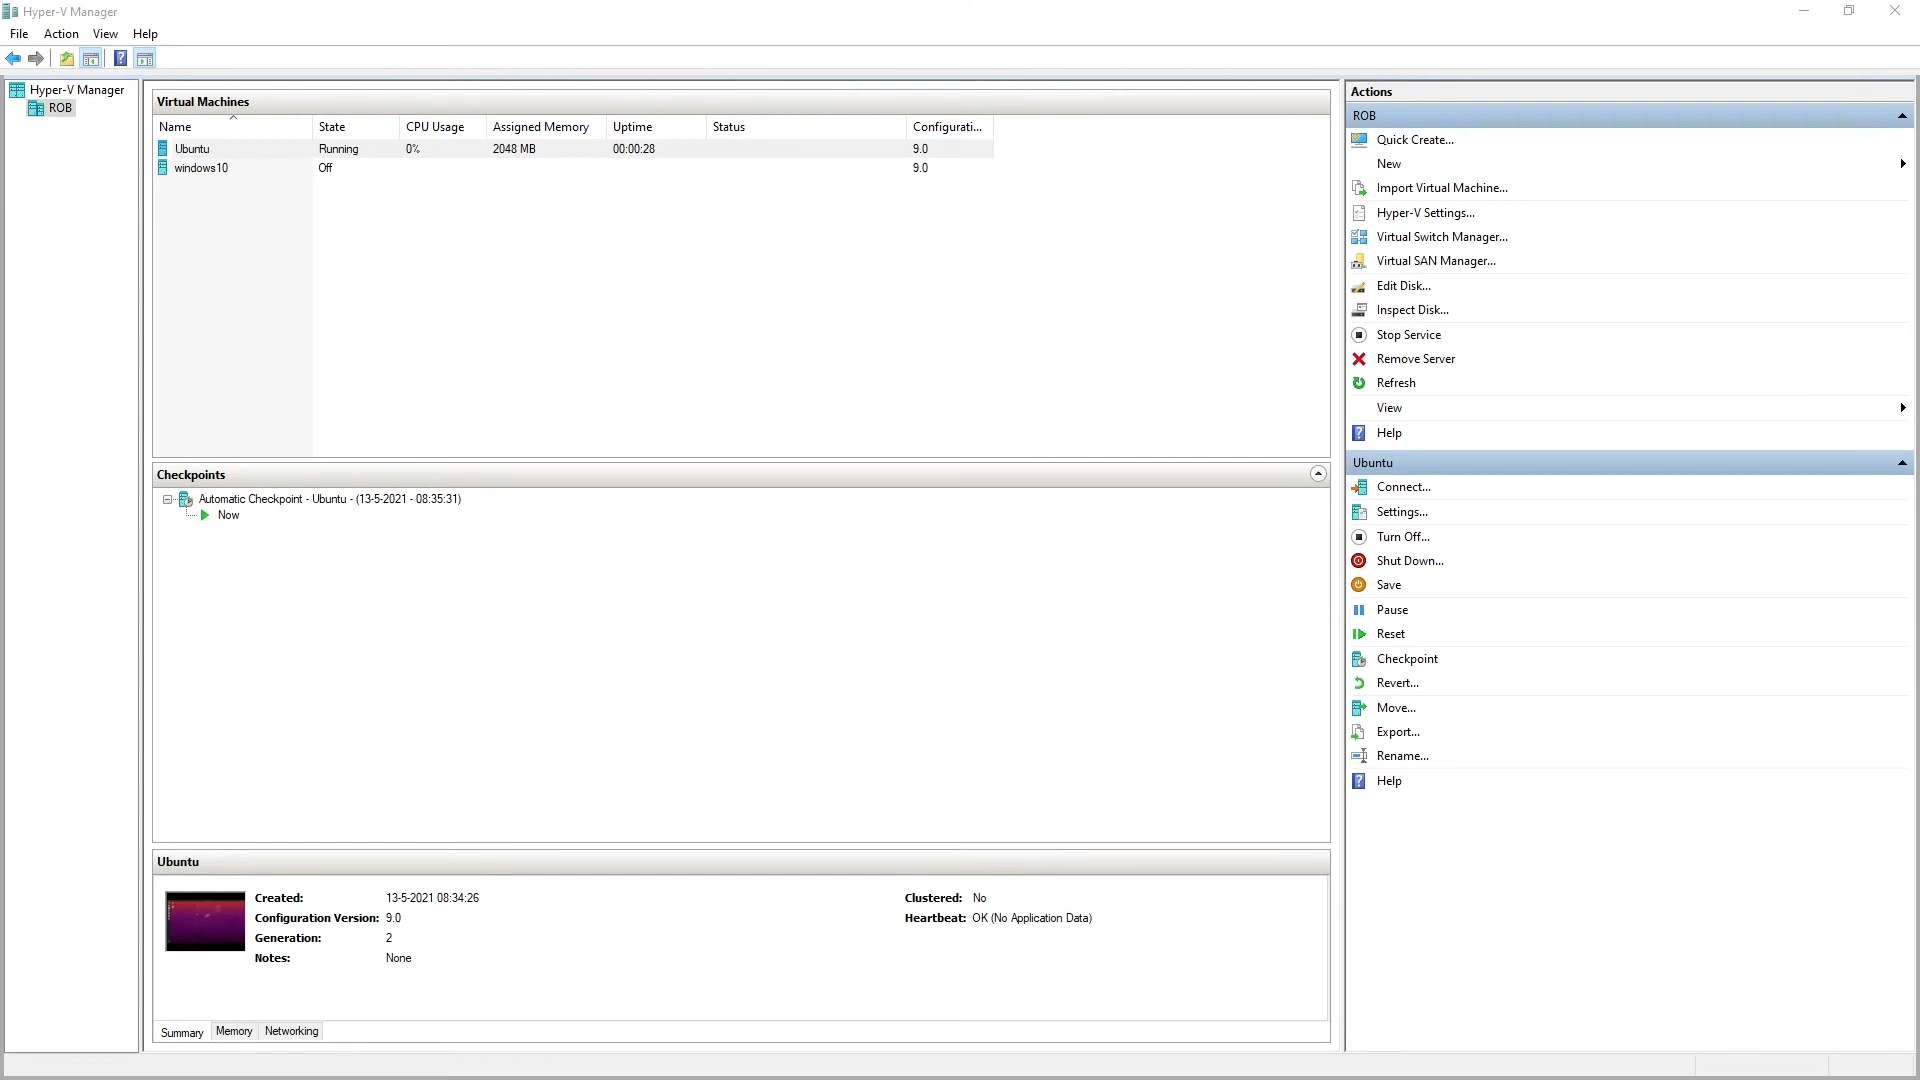 Hyper-V Manager
File Action View Help
Hyper-V Manager
ROB
Virtual Machines
Name State CPU Usage Assigned Memory Uptime Status Configurati...
Ubuntu Running 0% 2048 MB 00:00:28 9.0
windows10 Off 9.0
Checkpoints
Automatic Checkpoint - Ubuntu - (13-5-2021 - 08:35:31)
Now
Ubuntu
Created: 13-5-2021 08:34:26 Clustered: No
Configuration Version: 9.0 Heartbeat: OK (No Application Data)
Generation: 2
Notes: None
Summary Memory Networking
Actions
ROB
Quick Create...
New
Import Virtual Machine...
Hyper-V Settings...
Virtual Switch Manager...
Virtual SAN Manager...
Edit Disk...
Inspect Disk...
Stop Service
Remove Server
Refresh
View
Help
Ubuntu
Connect...
Settings...
Turn Off...
Shut Down...
Save
Pause
Reset
Checkpoint
Revert...
Move...
Export...
Rename...
Help